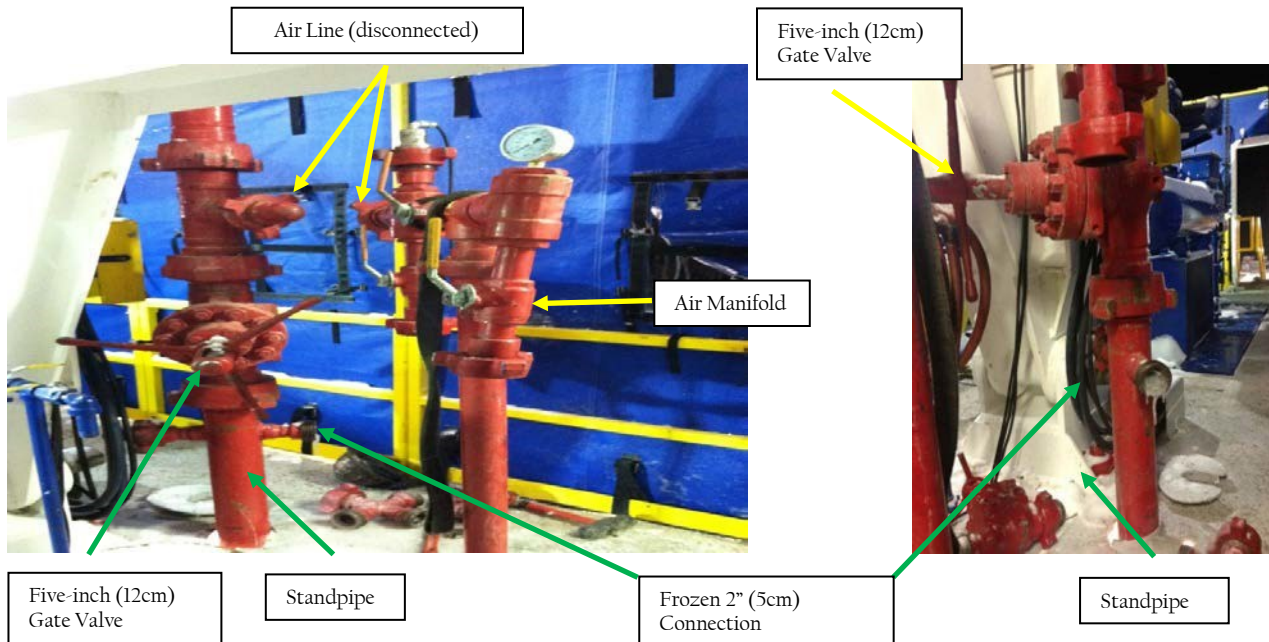 Air Line (disconnected)
Five-inch (12cm)
Gate Valve
Air Manifold
Five-inch (12cm)
Gate Valve
Standpipe
Frozen 2” (5cm)
Connection
Standpipe